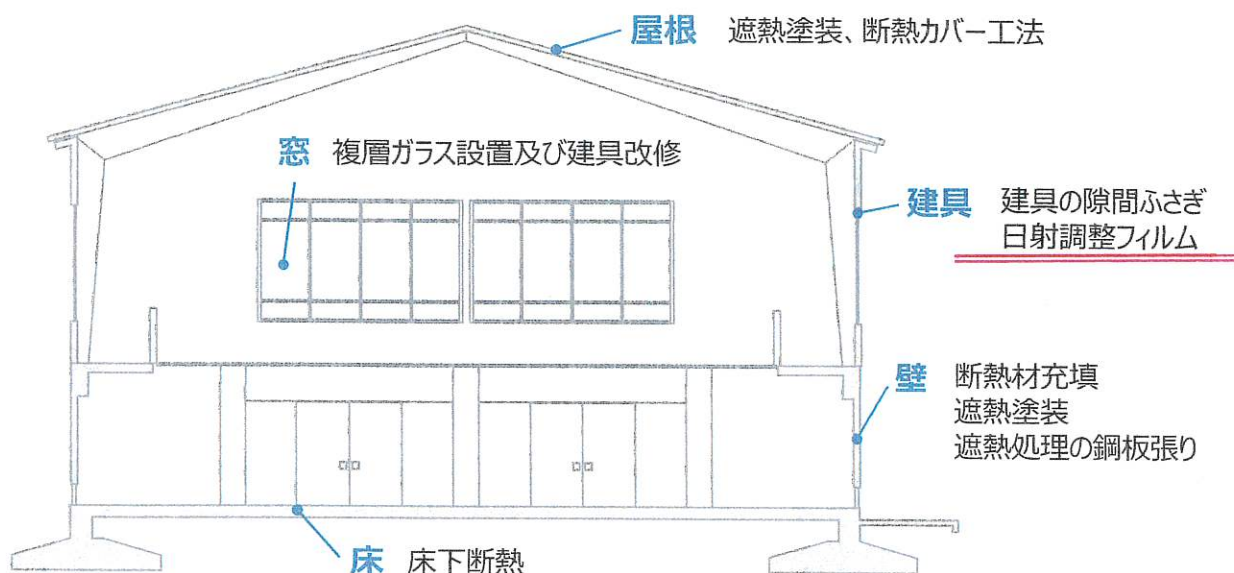 屋根 遮熱塗装、断熱カバー工法
窓 複層ガラス設置及び建具改修
建具 建具の隙間ふさぎ
日射調整フィルム
壁 断熱材充填
遮熱塗装
遮熱処理の鋼板張り
床 床下断熱